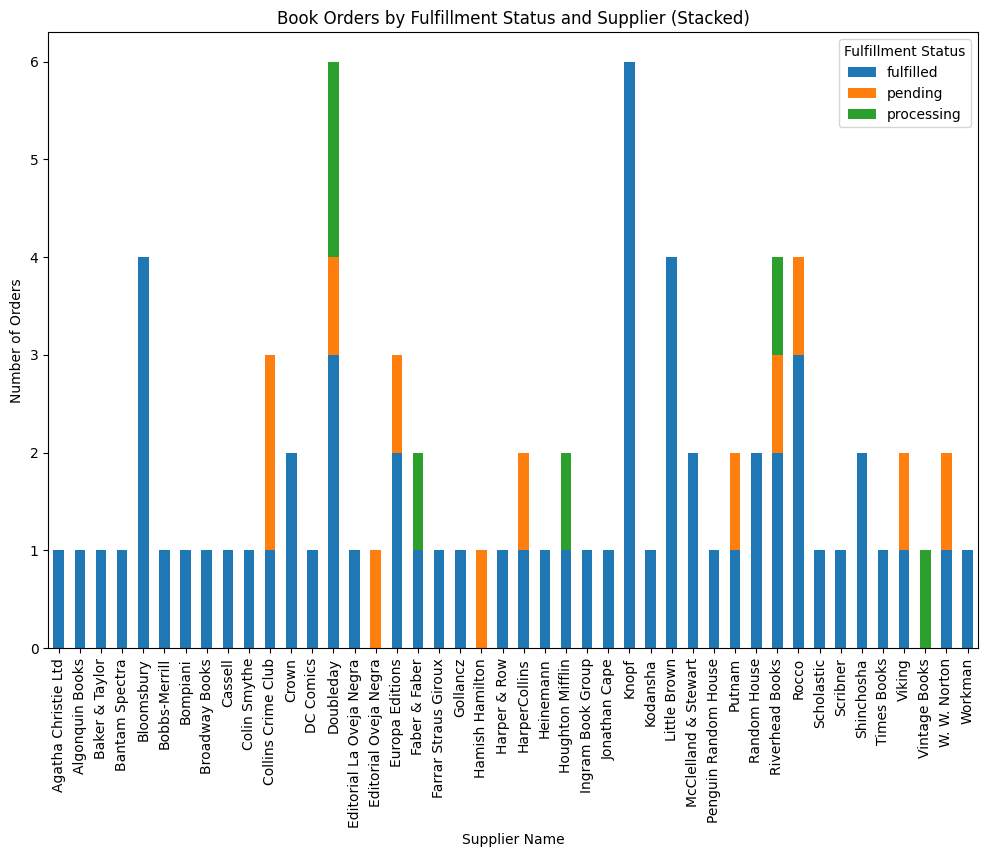 Book Orders by Fulfillment Status and Supplier (Stacked)
Fulfillment Status
fulfilled
pending
processing
Number of Orders
6
5
4
3
2
1
0
Agatha Christie Ltd
Algonquin Books
Baker & Taylor
Bantam Spectra
Bloomsbury
Bobbs-Merrill
Bompiani
Broadway Books
Cassell
Colin Smythe
Collins Crime Club
Crown
DC Comics
Doubleday
Editorial La Oveja Negra
Editorial Oveja Negra
Europa Editions
Faber & Faber
Farrar Straus Giroux
Gollancz
Hamish Hamilton
Harper & Row
HarperCollins
Heinemann
Houghton Mifflin
Ingram Book Group
Jonathan Cape
Knopf
Kodansha
Little Brown
McClelland & Stewart
Penguin Random House
Putnam
Random House
Riverhead Books
Rocco
Scholastic
Scribner
Shinchosha
Times Books
Viking
Vintage Books
W. W. Norton
Workman
Supplier Name